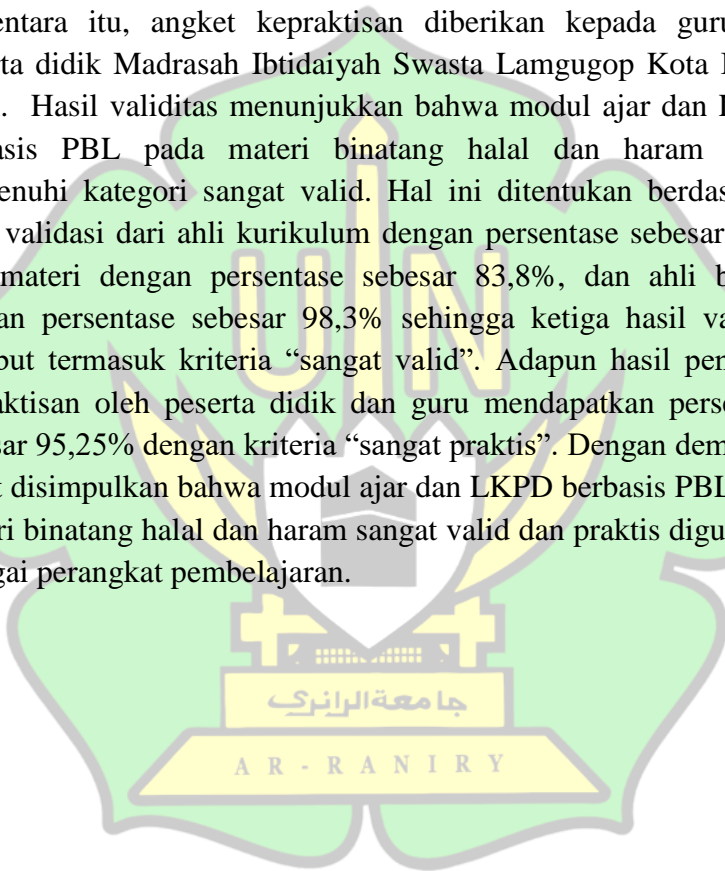 entara itu, angket kepraktisan diberikan kepada guru
ta didik Madrasah Ibtidaiyah Swasta Lamgugop Kota
. Hasil validitas menunjukkan bahwa modul ajar dan
asis PBL pada materi binatang halal dan haram
enuhi kategori sangat valid. Hal ini ditentukan berdas
validasi dari ahli kurikulum dengan persentase sebesar
materi dengan persentase sebesar 83,8%, dan ahli b
an persentase sebesar 98,3% sehingga ketiga hasil va
but termasuk kriteria “sangat valid”. Adapun hasil pen
aktisan oleh peserta didik dan guru mendapatkan perse
sar 95,25% dengan kriteria “sangat praktis”. Dengan dem
t disimpulkan bahwa modul ajar dan LKPD berbasis PBL
ri binatang halal dan haram sangat valid dan praktis digu
gai perangkat pembelajaran.
UIN
جامعة الرانري
AR - RANIRY